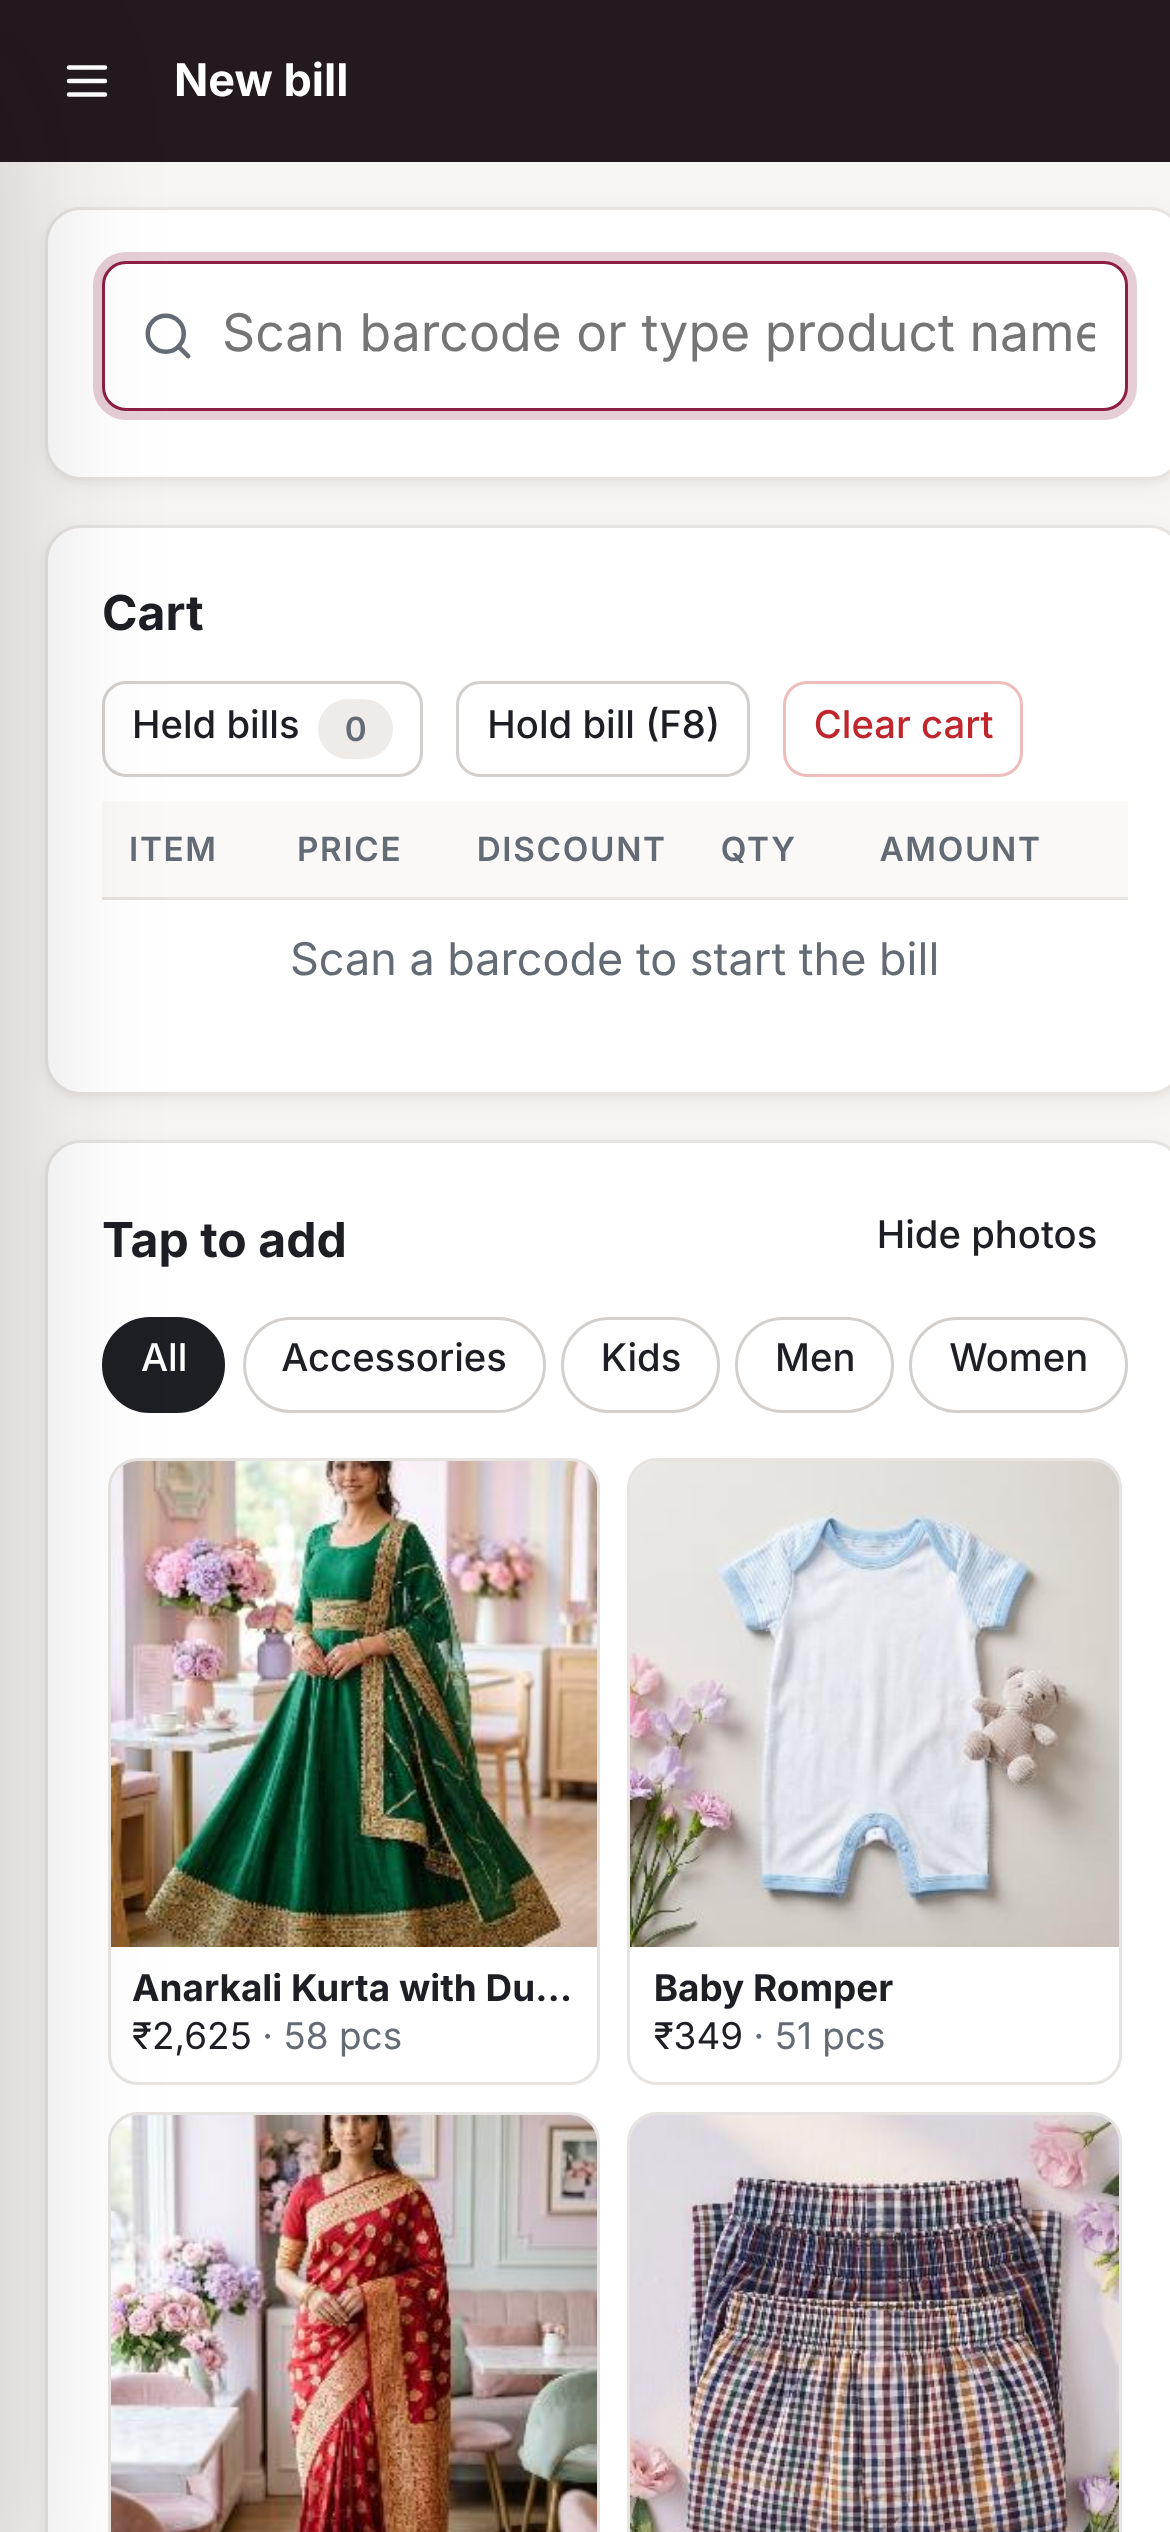 New bill
Scan barcode or type product name
Cart
Held bills 0 Hold bill (F8) Clear cart
ITEM PRICE DISCOUNT QTY AMOUNT
Scan a barcode to start the bill
Tap to add Hide photos
All Accessories Kids Men Women
Anarkali Kurta with Du... Baby Romper
₹2,625 · 58 pcs ₹349 · 51 pcs